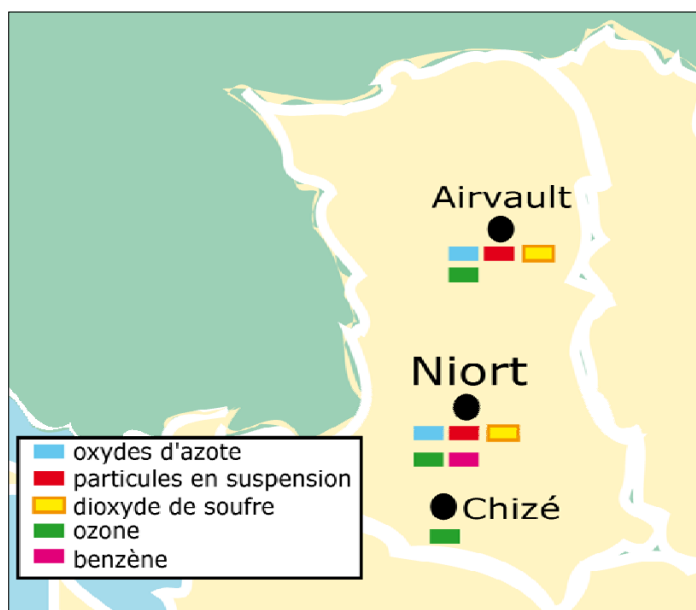 Airvault
Niort
Chizé
oxydes d'azote
particules en suspension
dioxyde de soufre
ozone
benzène